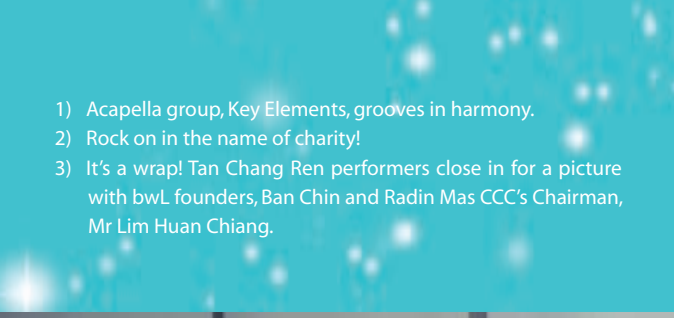 1) Acapella group, Key Elements, grooves in harmony.
2) Rock on in the name of charity!
3) It’s a wrap! Tan Chang Ren performers close in for a picture
with bwL founders, Ban Chin and Radin Mas CCC’s Chairman,
Mr Lim Huan Chiang.